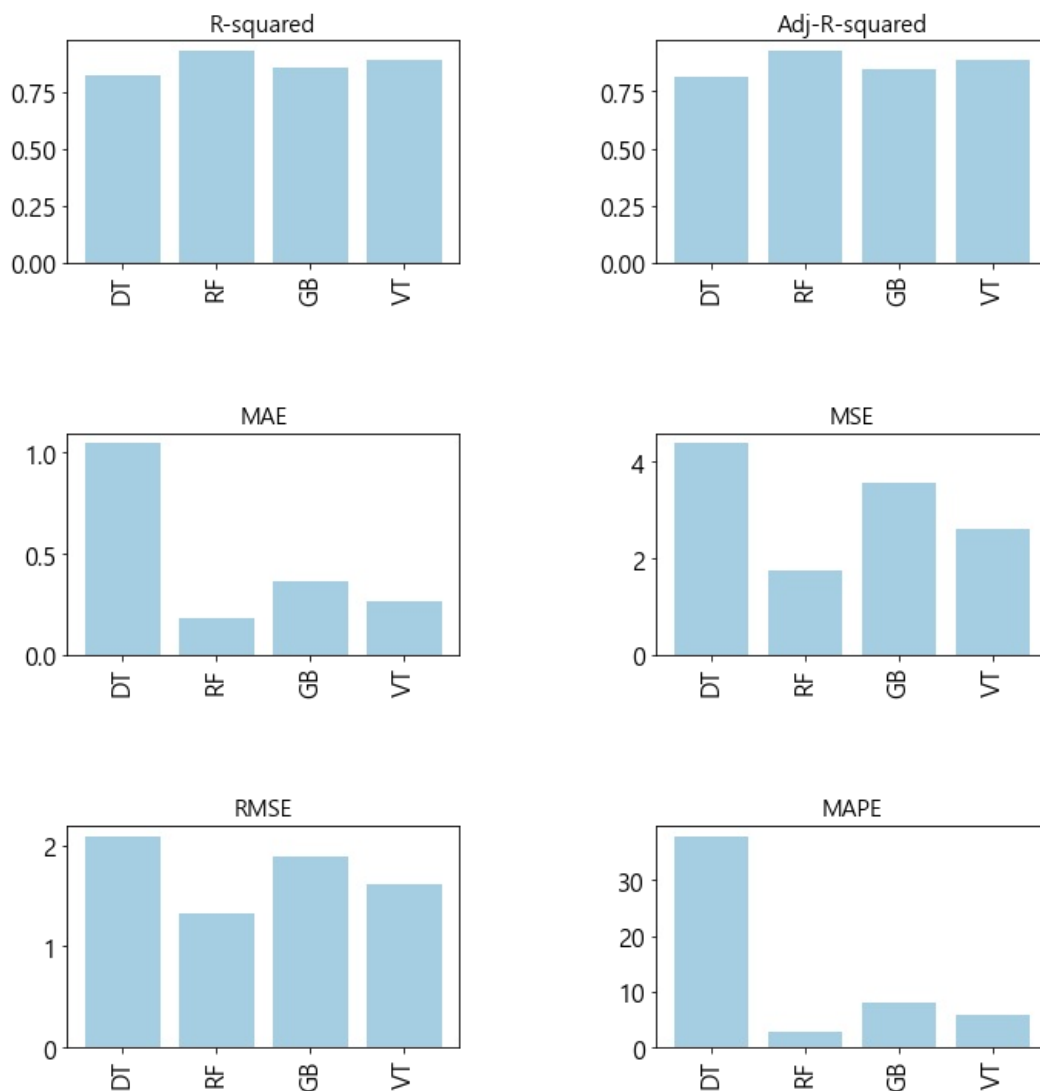 R-squared
0.75
0.50
0.25
0.00
DT RF GB VT
Adj-R-squared
0.75
0.50
0.25
0.00
DT RF GB VT
MAE
1.0
0.5
0.0
DT RF GB VT
MSE
4
2
0
DT RF GB VT
RMSE
2
1
0
DT RF GB VT
MAPE
30
20
10
0
DT RF GB VT